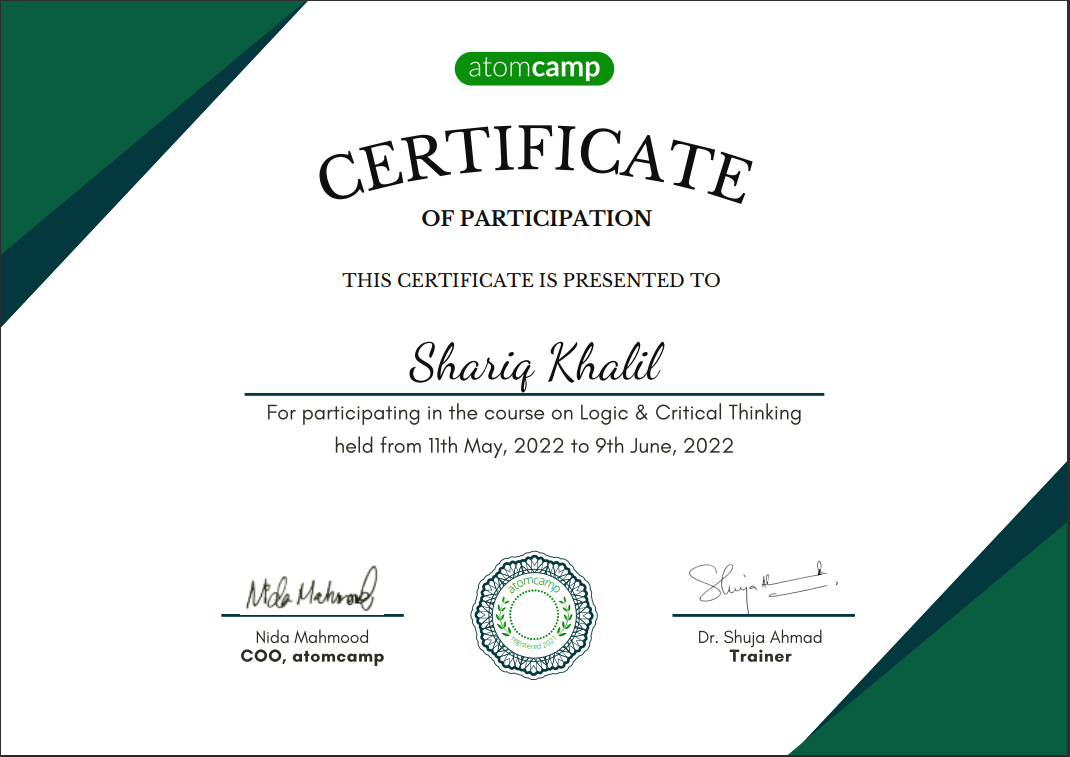 atomcamp
CERTIFICATE
OF PARTICIPATION
THIS CERTIFICATE IS PRESENTED TO
Shariq Khalil
For participating in the course on Logic & Critical Thinking
held from 11th May, 2022 to 9th June, 2022
Nida Mahmood
atomcamp
registered 2021
Shuja
Nida Mahmood
COO, atomcamp
Dr. Shuja Ahmad
Trainer